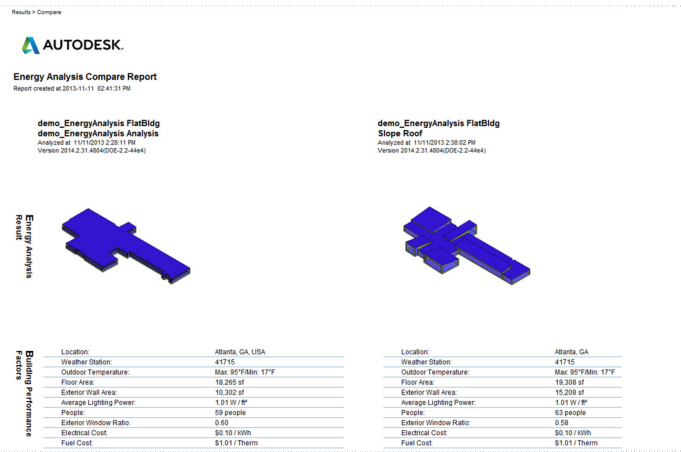 Results > Compare
AUTODESK.
Energy Analysis Compare Report
Report created at 2013-11-11 02:41:31 PM
demo_EnergyAnalysis FlatBldg
demo_EnergyAnalysis Analysis
Analyzed at 11/11/2013 2:28:11 PM
Version 2014.2.31.4804(DOE-2.2-44e4)
demo_EnergyAnalysis FlatBldg
Slope Roof
Analyzed at 11/11/2013 2:38:02 PM
Version 2014.2.31.4804(DOE-2.2-44e4)
Energy Analysis
Result
Building Performance
Factors
Location: Atlanta, GA, USA
Weather Station: 41715
Outdoor Temperature: Max: 95°F/Min: 17°F
Floor Area: 18,265 sf
Exterior Wall Area: 10,302 sf
Average Lighting Power: 1.01 W / ft²
People: 59 people
Exterior Window Ratio: 0.60
Electrical Cost: $0.10 / kWh
Fuel Cost: $1.01 / Therm
Location: Atlanta, GA
Weather Station: 41715
Outdoor Temperature: Max: 95°F/Min: 17°F
Floor Area: 19,308 sf
Exterior Wall Area: 15,208 sf
Average Lighting Power: 1.01 W / ft²
People: 63 people
Exterior Window Ratio: 0.58
Electrical Cost: $0.10 / kWh
Fuel Cost: $1.01 / Therm